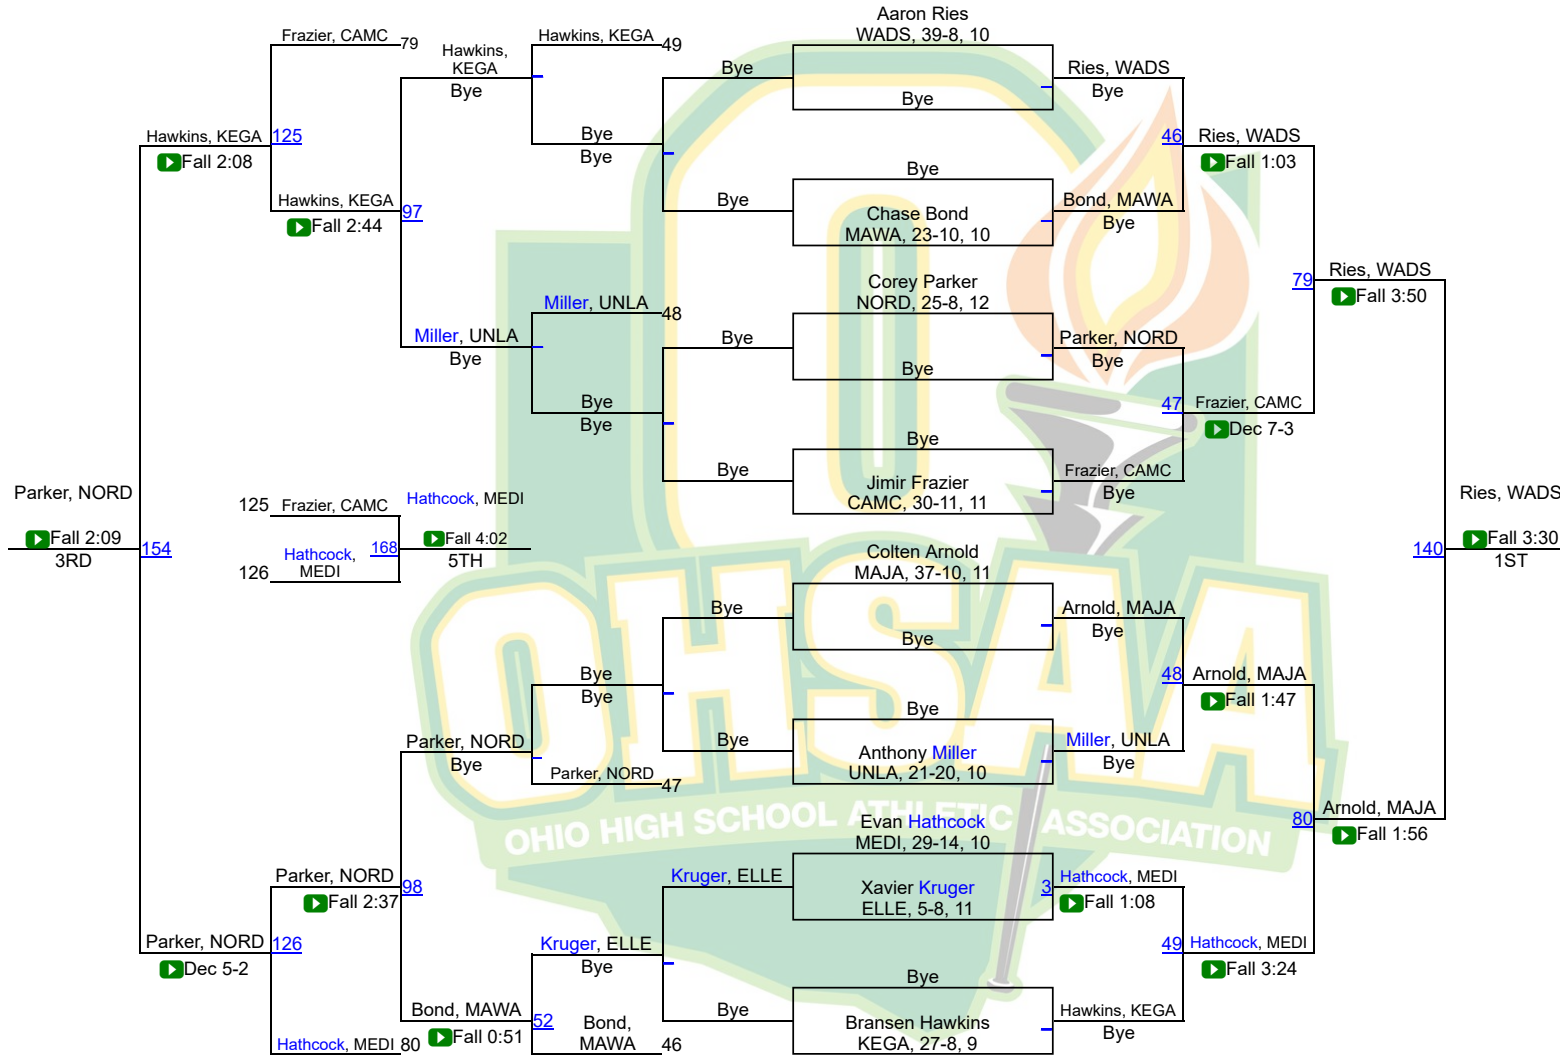 Aaron Ries
WADS, 39-8, 10
Frazier, CAMC 79
Hawkins, KEGA
Hawkins, KEGA 49
Bye
Ries, WADS
Bye
Bye
Bye
Hawkins, KEGA
125
Fall 2:08
Bye
Bye
46
Ries, WADS
Fall 1:03
Bye
Hawkins, KEGA
97
Fall 2:44
Bye
Chase Bond
MAWA, 23-10, 10
Bond, MAWA
Bye
Corey Parker
NORD, 25-8, 12
79
Ries, WADS
Fall 3:50
Miller, UNLA 48
Miller, UNLA
Bye
Bye
Bye
Parker, NORD
Bye
Bye
Bye
47
Frazier, CAMC
Dec 7-3
Bye
Bye
Jimir Frazier
CAMC, 30-11, 11
Frazier, CAMC
Bye
Parker, NORD
Fall 2:09
3RD
154
125 Frazier, CAMC
Hathcock, MEDI
168
Fall 4:02
5TH
126
Hathcock,
MEDI
Ries, WADS
140
Fall 3:30
1ST
Colten Arnold
MAJA, 37-10, 11
Bye
Bye
Arnold, MAJA
Bye
Bye
Bye
48
Arnold, MAJA
Fall 1:47
Bye
Bye
Anthony Miller
UNLA, 21-20, 10
Miller, UNLA
Bye
Parker, NORD
Bye
Parker, NORD 47
80
Arnold, MAJA
Fall 1:56
OHSAA
OHIO HIGH SCHOOL ATHLETIC ASSOCIATION
Evan Hathcock
MEDI, 29-14, 10
Parker, NORD
98
Fall 2:37
Kruger, ELLE
Xavier Kruger
ELLE, 5-8, 11
3
Hathcock, MEDI
Fall 1:08
Parker, NORD
126
Dec 5-2
Kruger, ELLE
Bye
49
Hathcock, MEDI
Fall 3:24
Bye
Bye
Bransen Hawkins
KEGA, 27-8, 9
Hawkins, KEGA
Bye
Bond, MAWA
52
Fall 0:51
Bond,
MAWA 46
Hathcock, MEDI 80